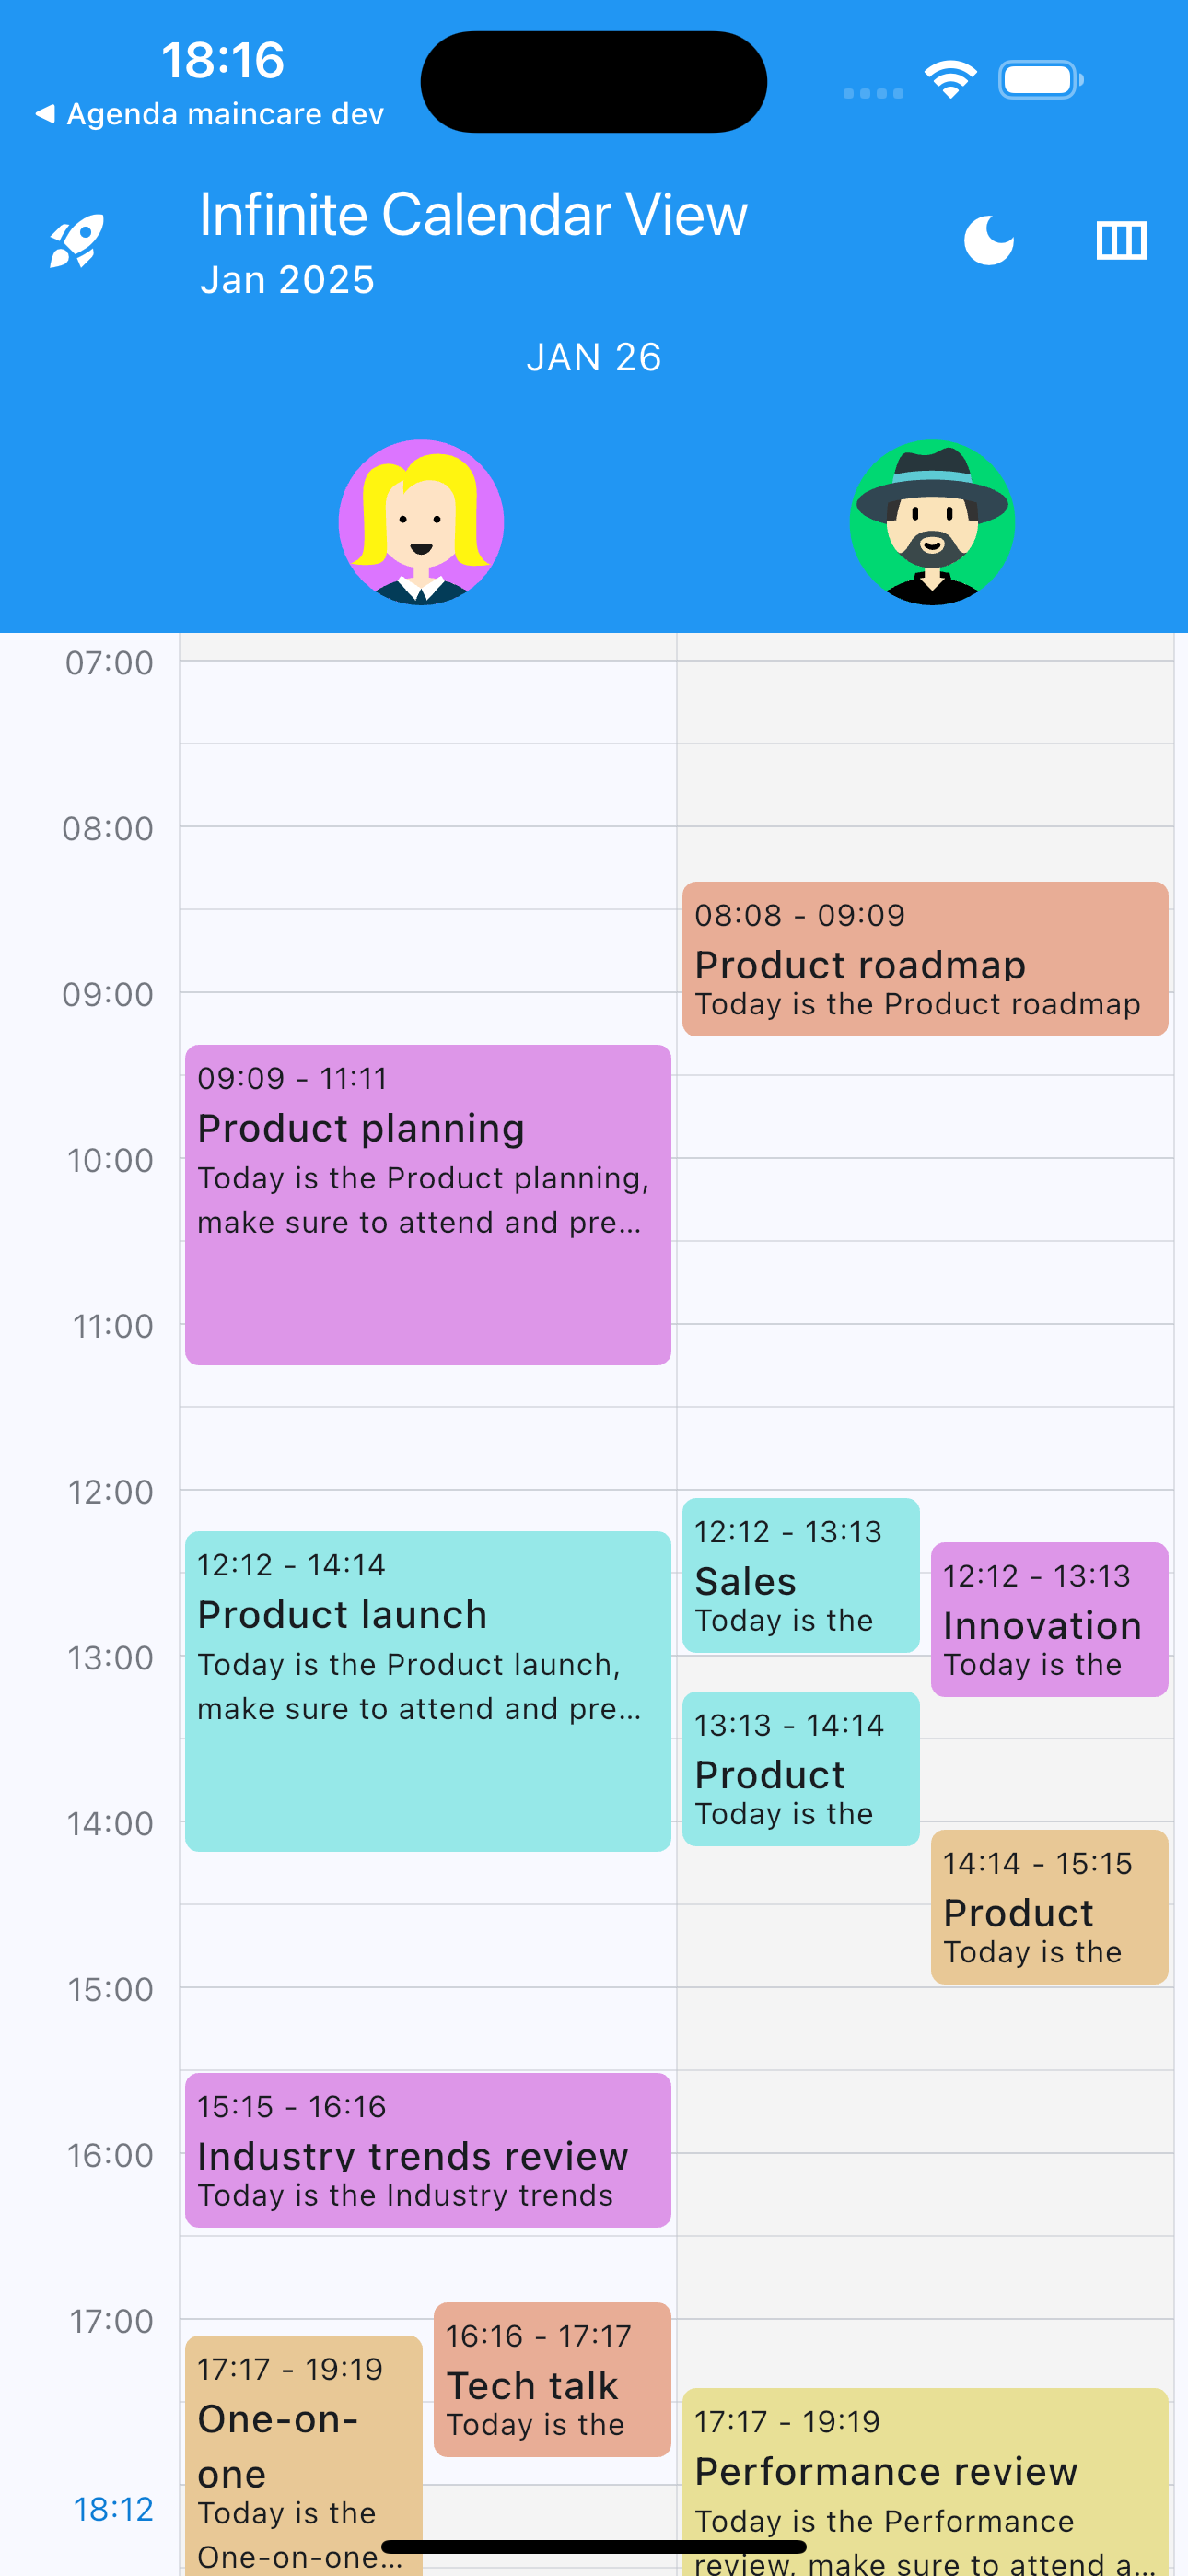 18:16
Agenda maincare dev
Infinite Calendar View
Jan 2025
JAN 26
07:00
08:00
08:08 - 09:09
Product roadmap
Today is the Product roadmap
09:00
09:09 - 11:11
Product planning
Today is the Product planning,
make sure to attend and pre...
10:00
11:00
12:00
12:12 - 14:14
Product launch
Today is the Product launch,
make sure to attend and pre...
12:12 - 13:13
Sales
Today is the
12:12 - 13:13
Innovation
Today is the
13:00
13:13 - 14:14
Product
Today is the
14:00
14:14 - 15:15
Product
Today is the
15:00
15:15 - 16:16
Industry trends review
Today is the Industry trends
16:00
17:00
16:16 - 17:17
Tech talk
Today is the
17:17 - 19:19
One-on-
one
Today is the
One-on-one...
17:17 - 19:19
Performance review
Today is the Performance
review, make sure to attend a...
18:12